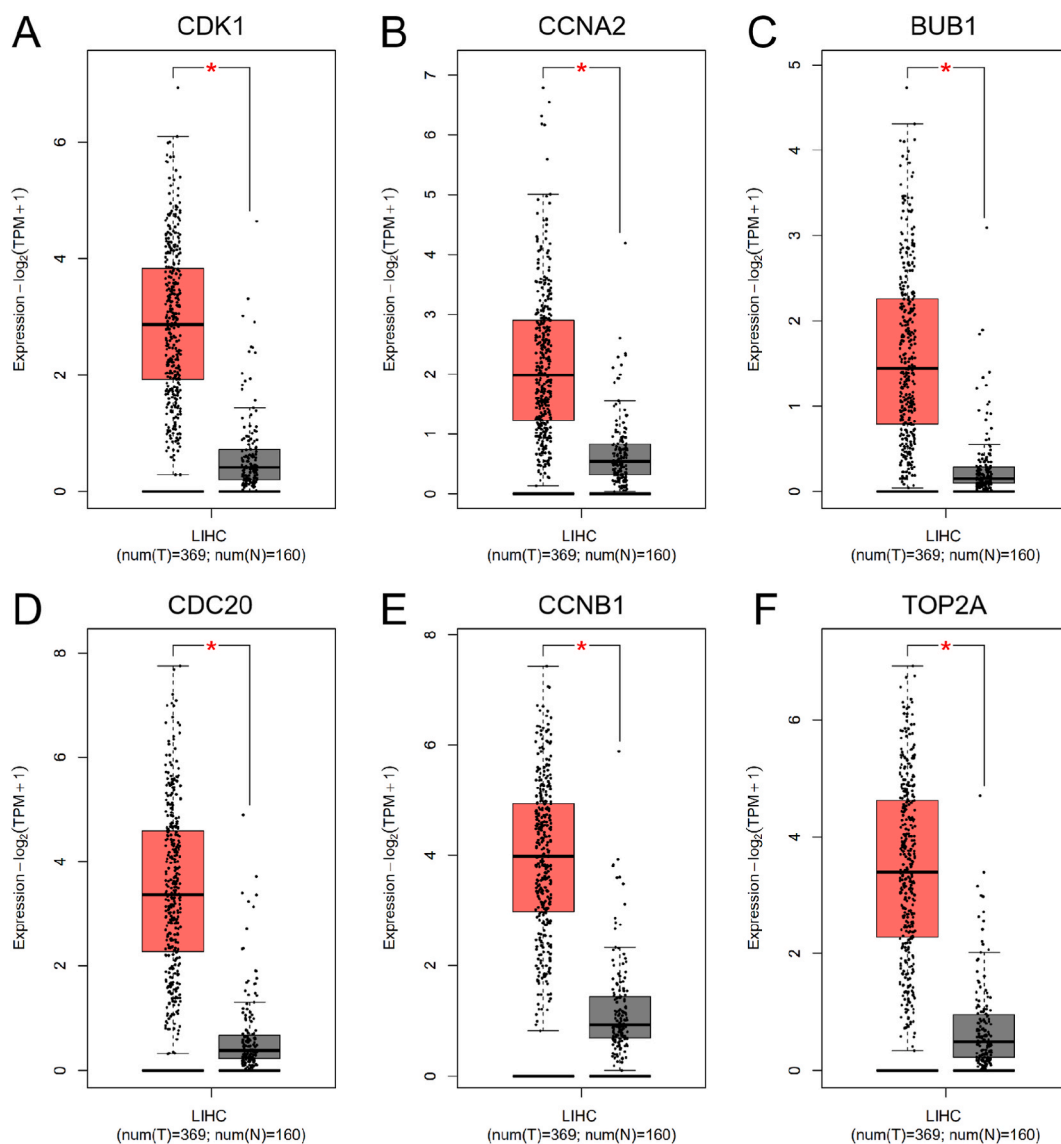 A
CDK1
*
Expression – log₂(TPM + 1)
6
4
2
0
LIHC
(num(T)=369; num(N)=160)
B
CCNA2
*
Expression – log₂(TPM + 1)
7
6
5
4
3
2
1
0
LIHC
(num(T)=369; num(N)=160)
C
BUB1
*
Expression – log₂(TPM + 1)
5
4
3
2
1
0
LIHC
(num(T)=369; num(N)=160)
D
CDC20
*
Expression – log₂(TPM + 1)
8
6
4
2
0
LIHC
(num(T)=369; num(N)=160)
E
CCNB1
*
Expression – log₂(TPM + 1)
8
6
4
2
0
LIHC
(num(T)=369; num(N)=160)
F
TOP2A
*
Expression – log₂(TPM + 1)
6
4
2
0
LIHC
(num(T)=369; num(N)=160)